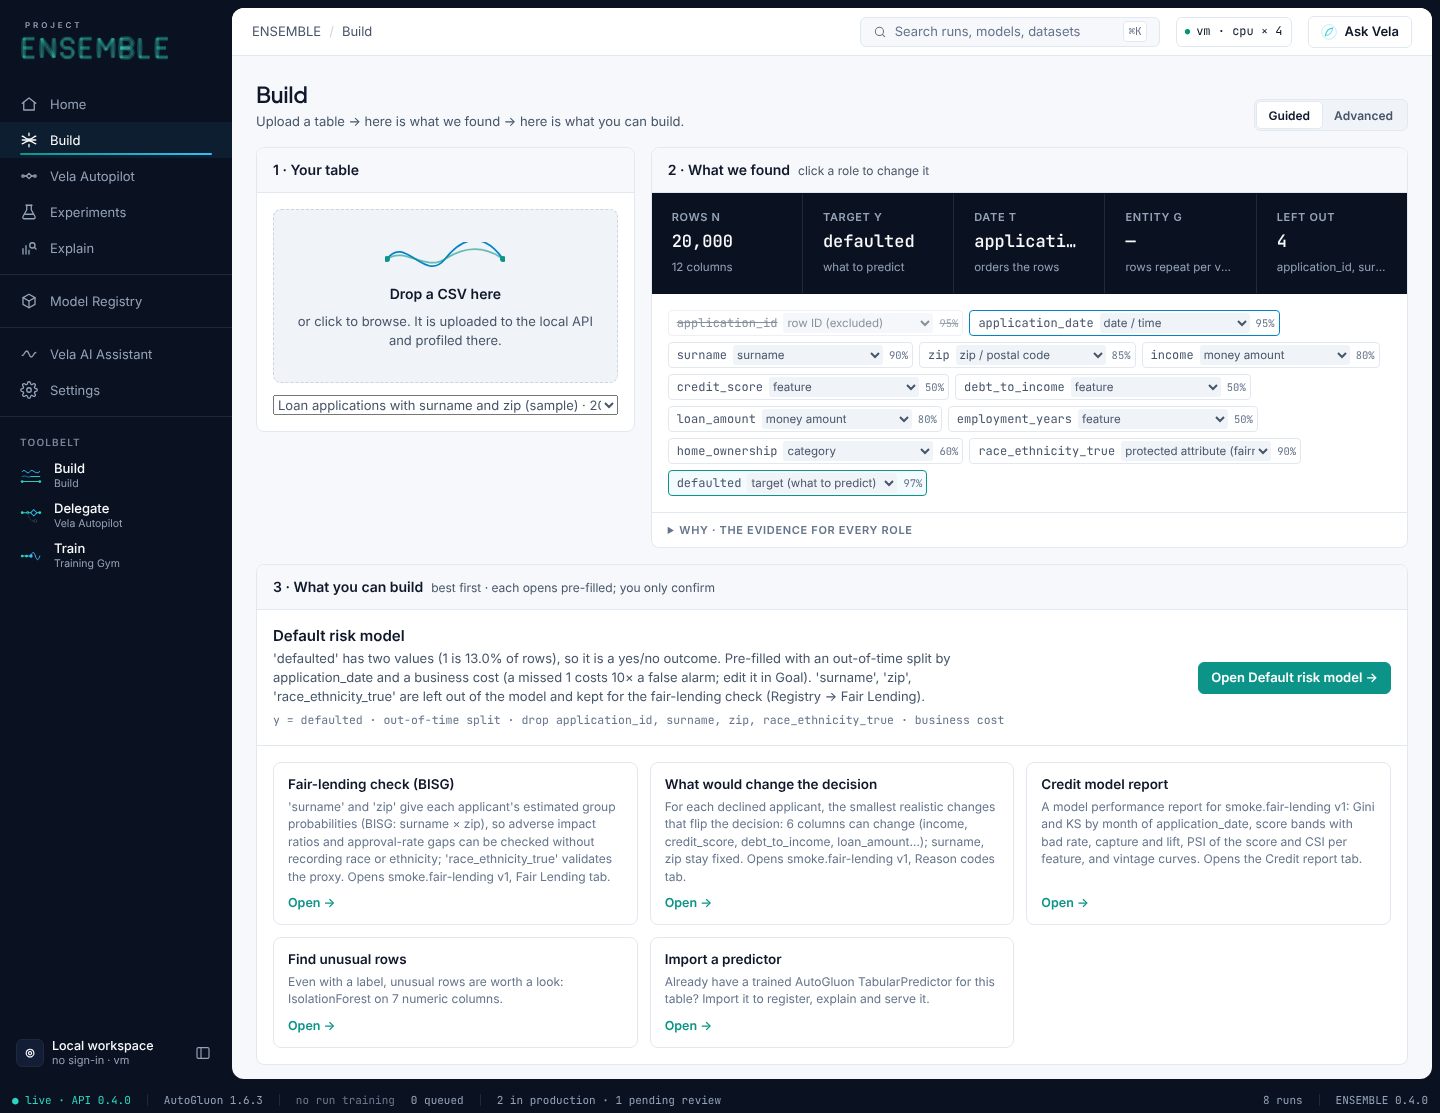 PROJECT
ENSEMBLE
Home
Build
Vela Autopilot
Experiments
Explain
Model Registry
Vela AI Assistant
Settings
TOOLBELT
Build
Build
Delegate
Vela Autopilot
Train
Training Gym
Local workspace
no sign-in · vm
ENSEMBLE / Build
Search runs, models, datasets ⌘K
vm · cpu × 4
Ask Vela
Build
Upload a table → here is what we found → here is what you can build.
Guided Advanced
1 · Your table
Drop a CSV here
or click to browse. It is uploaded to the local API
and profiled there.
Loan applications with surname and zip (sample) · 20
2 · What we found click a role to change it
ROWS N
20,000
12 columns
TARGET Y
defaulted
what to predict
DATE T
applicati…
orders the rows
ENTITY G
—
rows repeat per v…
LEFT OUT
4
application_id, sur…
application_id row ID (excluded) 95% application_date date / time 95%
surname surname 90% zip zip / postal code 85% income money amount 80%
credit_score feature 50% debt_to_income feature 50%
loan_amount money amount 80% employment_years feature 50%
home_ownership category 60% race_ethnicity_true protected attribute (fairr 90%
defaulted target (what to predict) 97%
▶ WHY · THE EVIDENCE FOR EVERY ROLE
3 · What you can build best first · each opens pre-filled; you only confirm
Default risk model
'defaulted' has two values (1 is 13.0% of rows), so it is a yes/no outcome. Pre-filled with an out-of-time split by
application_date and a business cost (a missed 1 costs 10× a false alarm; edit it in Goal). 'surname', 'zip',
'race_ethnicity_true' are left out of the model and kept for the fair-lending check (Registry → Fair Lending).
y = defaulted · out-of-time split · drop application_id, surname, zip, race_ethnicity_true · business cost
Open Default risk model →
Fair-lending check (BISG)
'surname' and 'zip' give each applicant's estimated group
probabilities (BISG: surname × zip), so adverse impact
ratios and approval-rate gaps can be checked without
recording race or ethnicity; 'race_ethnicity_true' validates
the proxy. Opens smoke.fair-lending v1, Fair Lending tab.
Open →
What would change the decision
For each declined applicant, the smallest realistic changes
that flip the decision: 6 columns can change (income,
credit_score, debt_to_income, loan_amount…); surname,
zip stay fixed. Opens smoke.fair-lending v1, Reason codes
tab.
Open →
Credit model report
A model performance report for smoke.fair-lending v1: Gini
and KS by month of application_date, score bands with
bad rate, capture and lift, PSI of the score and CSI per
feature, and vintage curves. Opens the Credit report tab.
Open →
Find unusual rows
Even with a label, unusual rows are worth a look:
IsolationForest on 7 numeric columns.
Open →
Import a predictor
Already have a trained AutoGluon TabularPredictor for this
table? Import it to register, explain and serve it.
Open →
live · API 0.4.0 AutoGluon 1.6.3 no run training 0 queued 2 in production · 1 pending review 8 runs ENSEMBLE 0.4.0